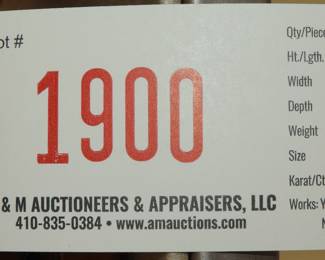 ot #
1900
& M AUCTIONEERS & APPRAISERS, LLC
410-835-0384 • www.amauctions.com
Qty/Piece
Ht./Lgth.
Width
Depth
Weight
Size
Karat/Ct
Works: Y
N